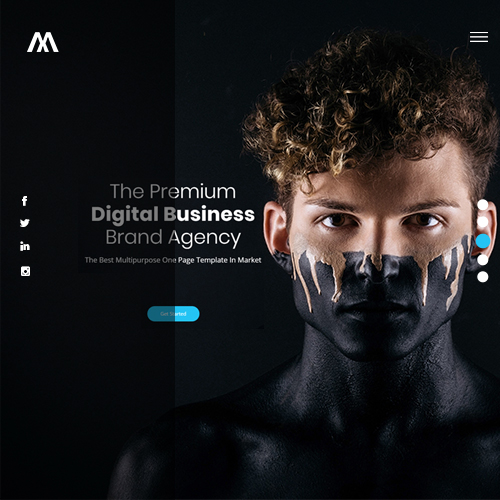 The Premium
Digital Business
Brand Agency
The Best Multipurpose One Page Template In Market
Get Started